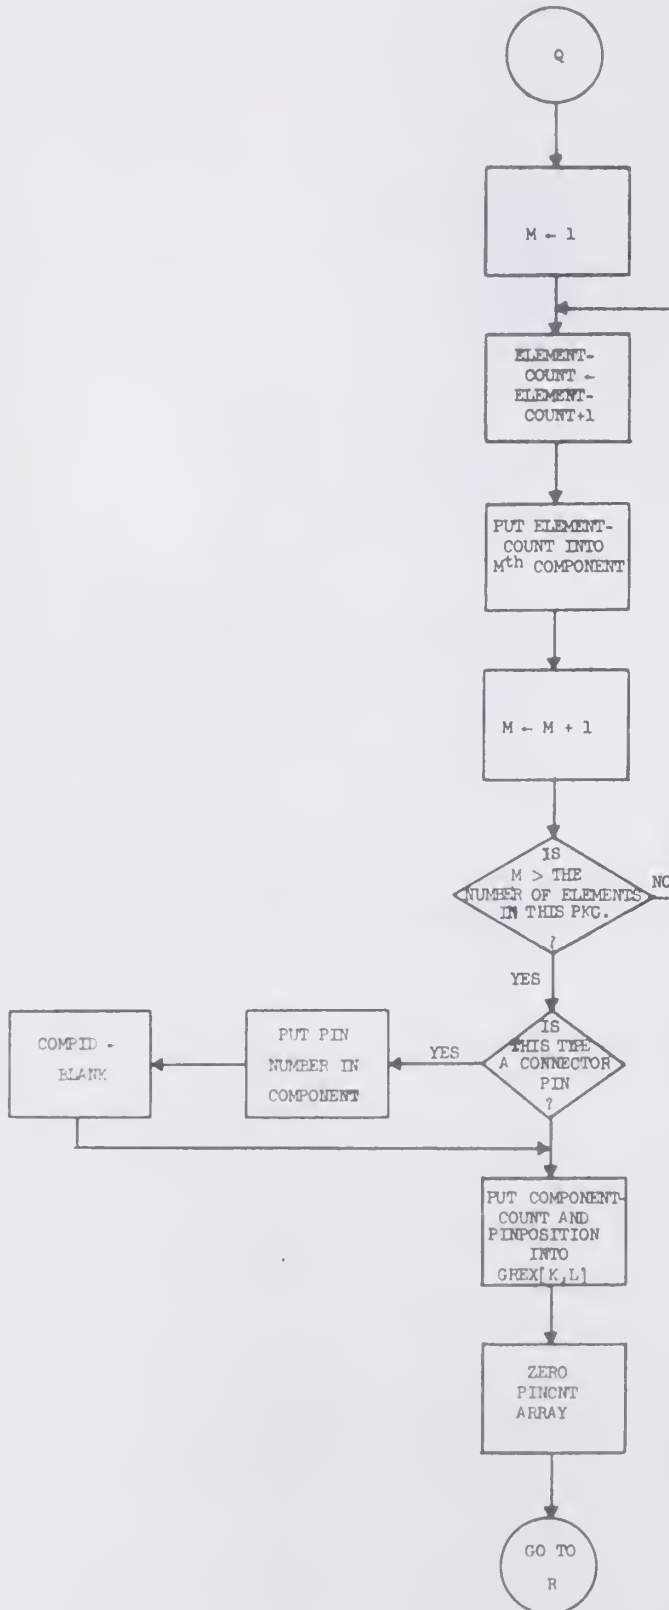 Q
M ← 1
ELEMENT-
COUNT ←
ELEMENT-
COUNT+1
PUT ELEMENT-
COUNT INTO
Mth COMPONENT
M ← M + 1
IS
M > THE
NUMBER OF ELEMENTS
IN THIS PKG.
?
NO
YES
IS
THIS TYPE
A CONNECTOR
PIN
?
YES
PUT PIN
NUMBER IN
COMPONENT
COMPID ←
BLANK
PUT COMPONENT-
COUNT AND
PINPOSITION
INTO
GREX[K,L]
ZERO
PINCNT
ARRAY
GO TO
R